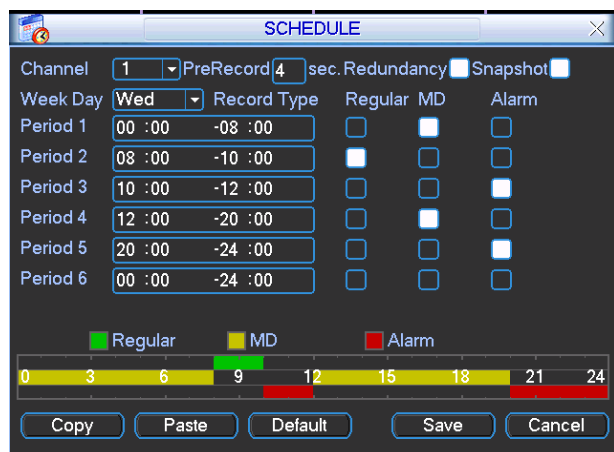 SCHEDULE
Channel 1 PreRecord 4 sec. Redundancy Snapshot
Week Day Wed Record Type Regular MD Alarm
Period 1 00 :00 -08 :00
Period 2 08 :00 -10 :00
Period 3 10 :00 -12 :00
Period 4 12 :00 -20 :00
Period 5 20 :00 -24 :00
Period 6 00 :00 -24 :00
Regular MD Alarm
0 3 6 9 12 15 18 21 24
Copy Paste Default Save Cancel